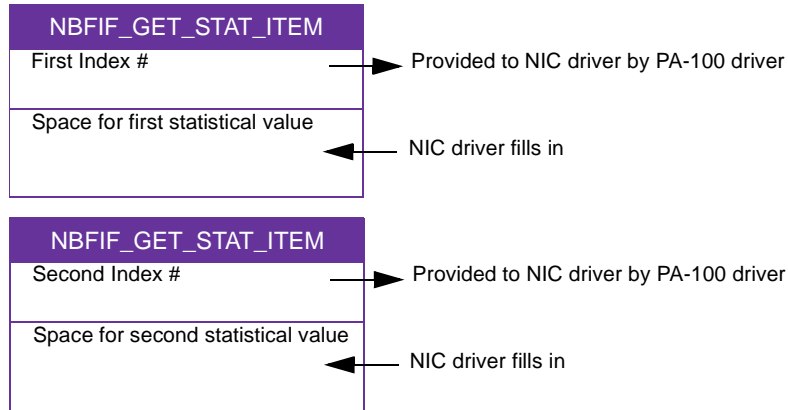 NBFIF_GET_STAT_ITEM
First Index #
Provided to NIC driver by PA-100 driver
Space for first statistical value
NIC driver fills in
NBFIF_GET_STAT_ITEM
Second Index #
Provided to NIC driver by PA-100 driver
Space for second statistical value
NIC driver fills in